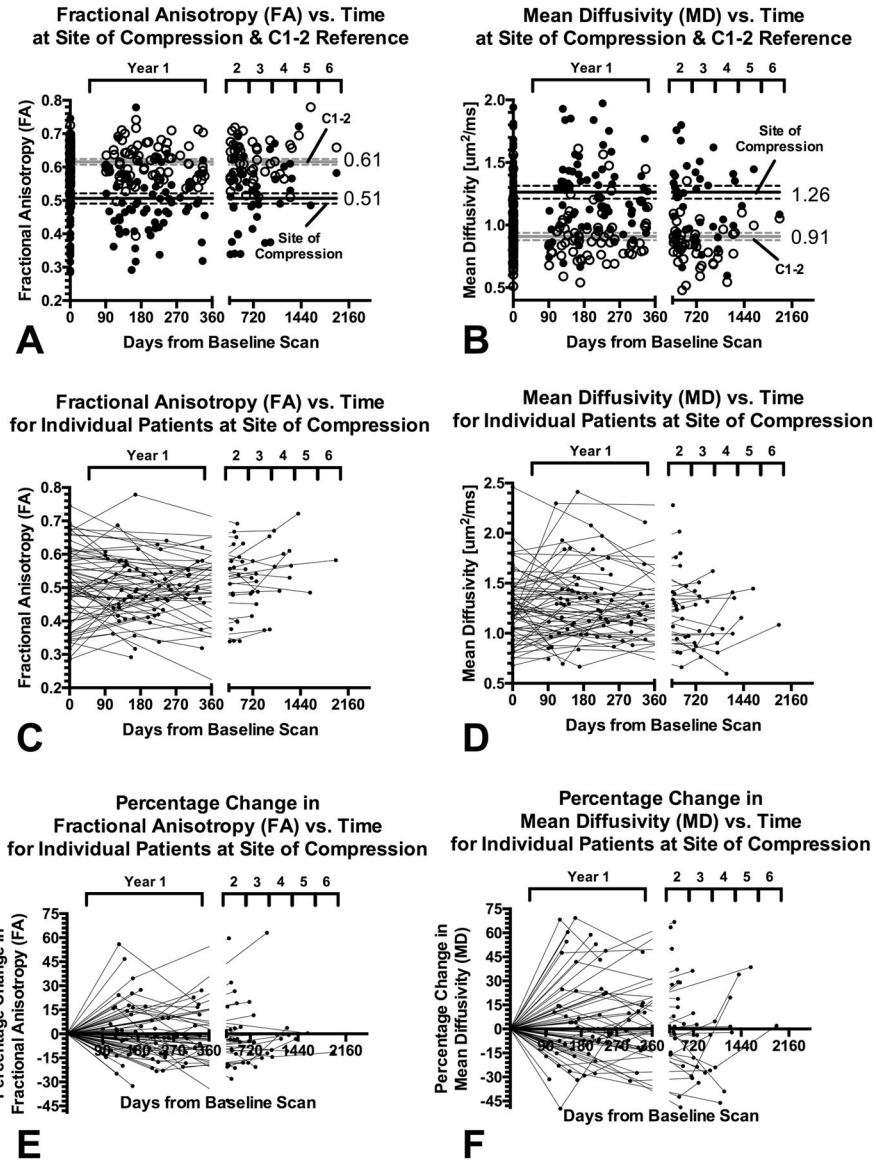 Fractional Anisotropy (FA) vs. Time
at Site of Compression & C1-2 Reference
Year 1
2 3 4 5 6
Fractional Anisotropy (FA)
0.8
0.7
0.6
0.5
0.4
0.3
0.2
C1-2
0.61
0.51
Site of
Compression
0 90 180 270 360 720 1440 2160
Days from Baseline Scan
A
Mean Diffusivity (MD) vs. Time
at Site of Compression & C1-2 Reference
Year 1
2 3 4 5 6
Mean Diffusivity [um²/ms]
2.0
1.5
1.0
0.5
Site of
Compression
1.26
0.91
C1-2
0 90 180 270 360 720 1440 2160
Days from Baseline Scan
B
Fractional Anisotropy (FA) vs. Time
for Individual Patients at Site of Compression
Year 1
2 3 4 5 6
Fractional Anisotropy (FA)
0.8
0.7
0.6
0.5
0.4
0.3
0.2
0 90 180 270 360 720 1440 2160
Days from Baseline Scan
C
Mean Diffusivity (MD) vs. Time
for Individual Patients at Site of Compression
Year 1
2 3 4 5 6
Mean Diffusivity [um²/ms]
2.5
2.0
1.5
1.0
0.5
0 90 180 270 360 720 1440 2160
Days from Baseline Scan
D
Percentage Change in
Fractional Anisotropy (FA) vs. Time
for Individual Patients at Site of Compression
Year 1
2 3 4 5 6
Percentage Change in
Fractional Anisotropy (FA)
75
60
45
30
15
0
-15
-30
-45
90 180 270 360 720 1440 2160
Days from Baseline Scan
E
Percentage Change in
Mean Diffusivity (MD) vs. Time
for Individual Patients at Site of Compression
Year 1
2 3 4 5 6
Percentage Change in
Mean Diffusivity (MD)
75
60
45
30
15
0
-15
-30
-45
90 180 270 360 720 1440 2160
Days from Baseline Scan
F